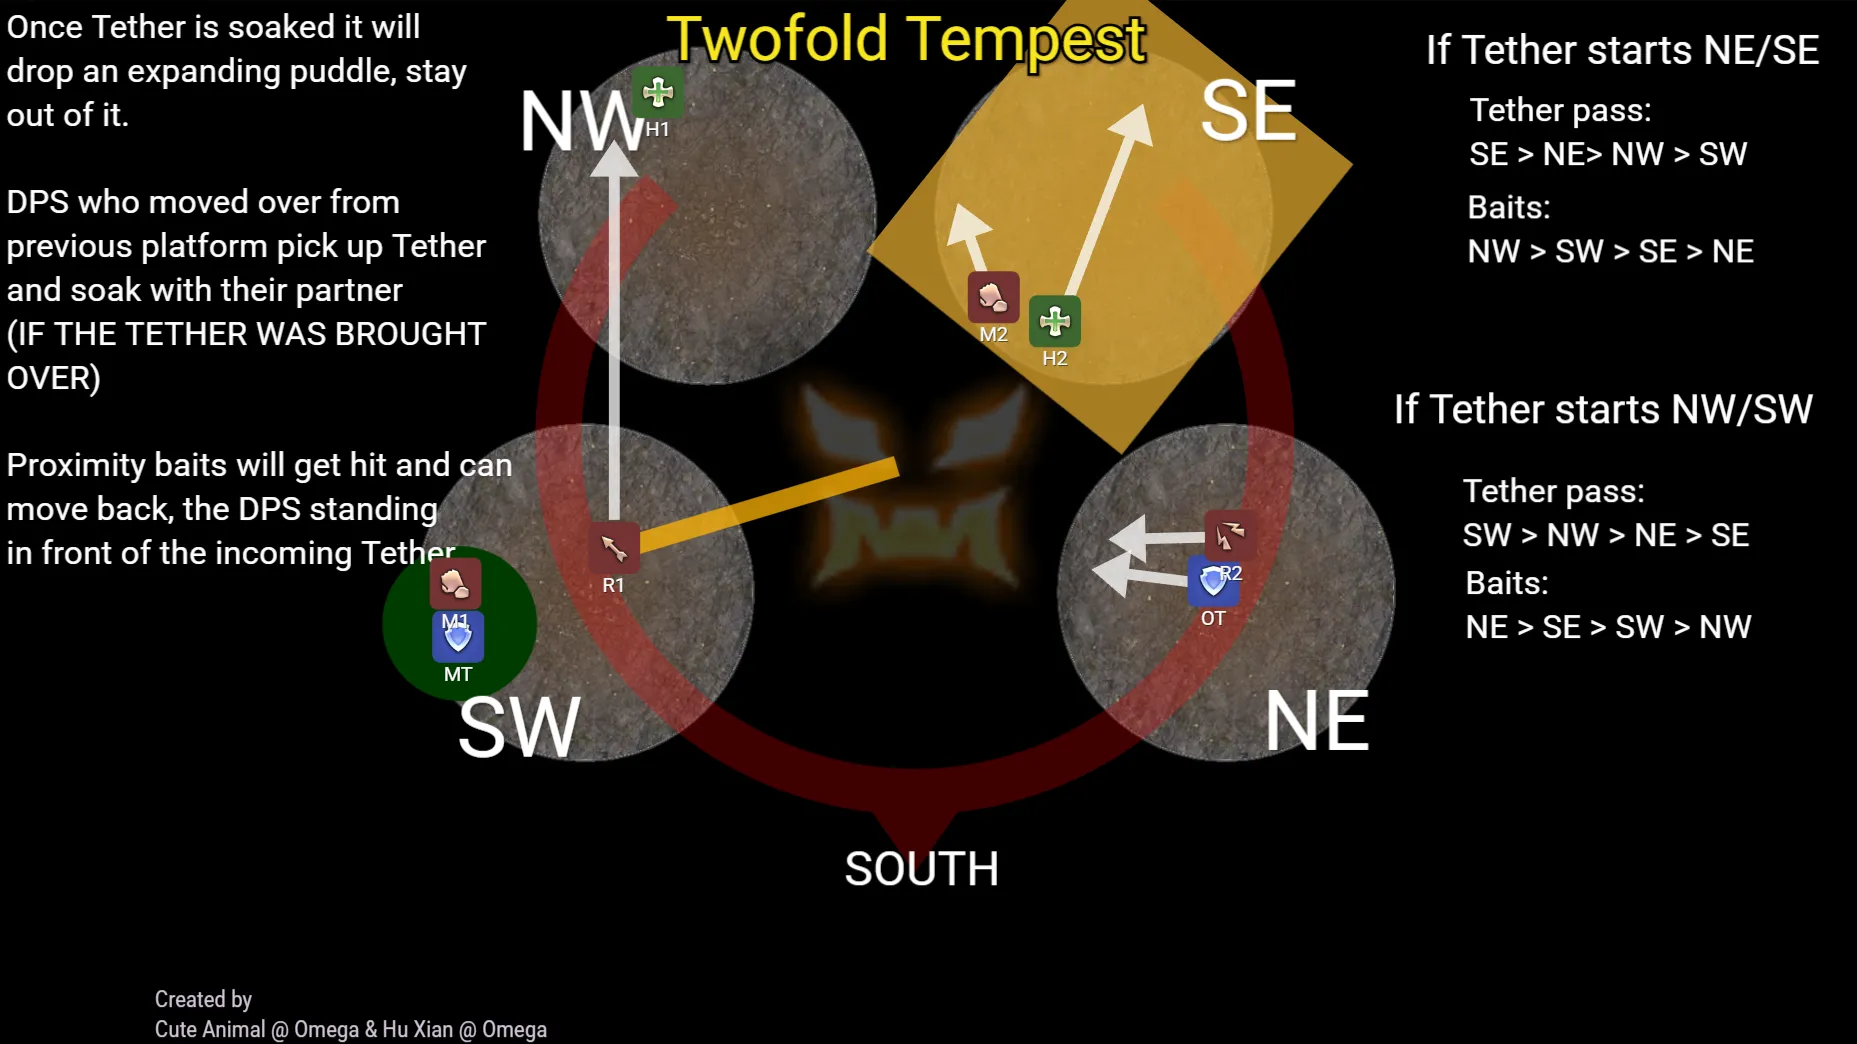 Twofold Tempest
Once Tether is soaked it will
drop an expanding puddle, stay
out of it.
DPS who moved over from
previous platform pick up Tether
and soak with their partner
(IF THE TETHER WAS BROUGHT
OVER)
Proximity baits will get hit and can
move back, the DPS standing
in front of the incoming Tether
NW
H1
SE
M2
H2
R1
M1
MT
SW
R2
OT
NE
SOUTH
If Tether starts NE/SE
Tether pass:
SE > NE> NW > SW
Baits:
NW > SW > SE > NE
If Tether starts NW/SW
Tether pass:
SW > NW > NE > SE
Baits:
NE > SE > SW > NW
Created by
Cute Animal @ Omega & Hu Xian @ Omega